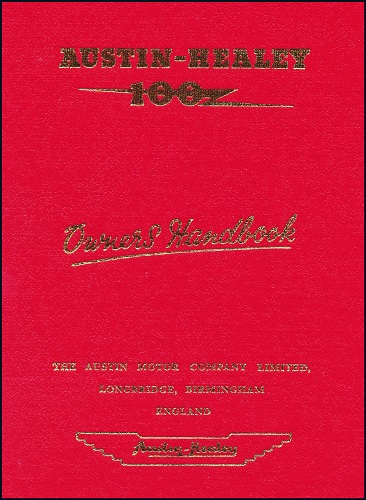 AUSTIN-HEALEY
100
Owners Handbook
THE AUSTIN MOTOR COMPANY LIMITED,
LONGBRIDGE, BIRMINGHAM
ENGLAND
Austin-Healey